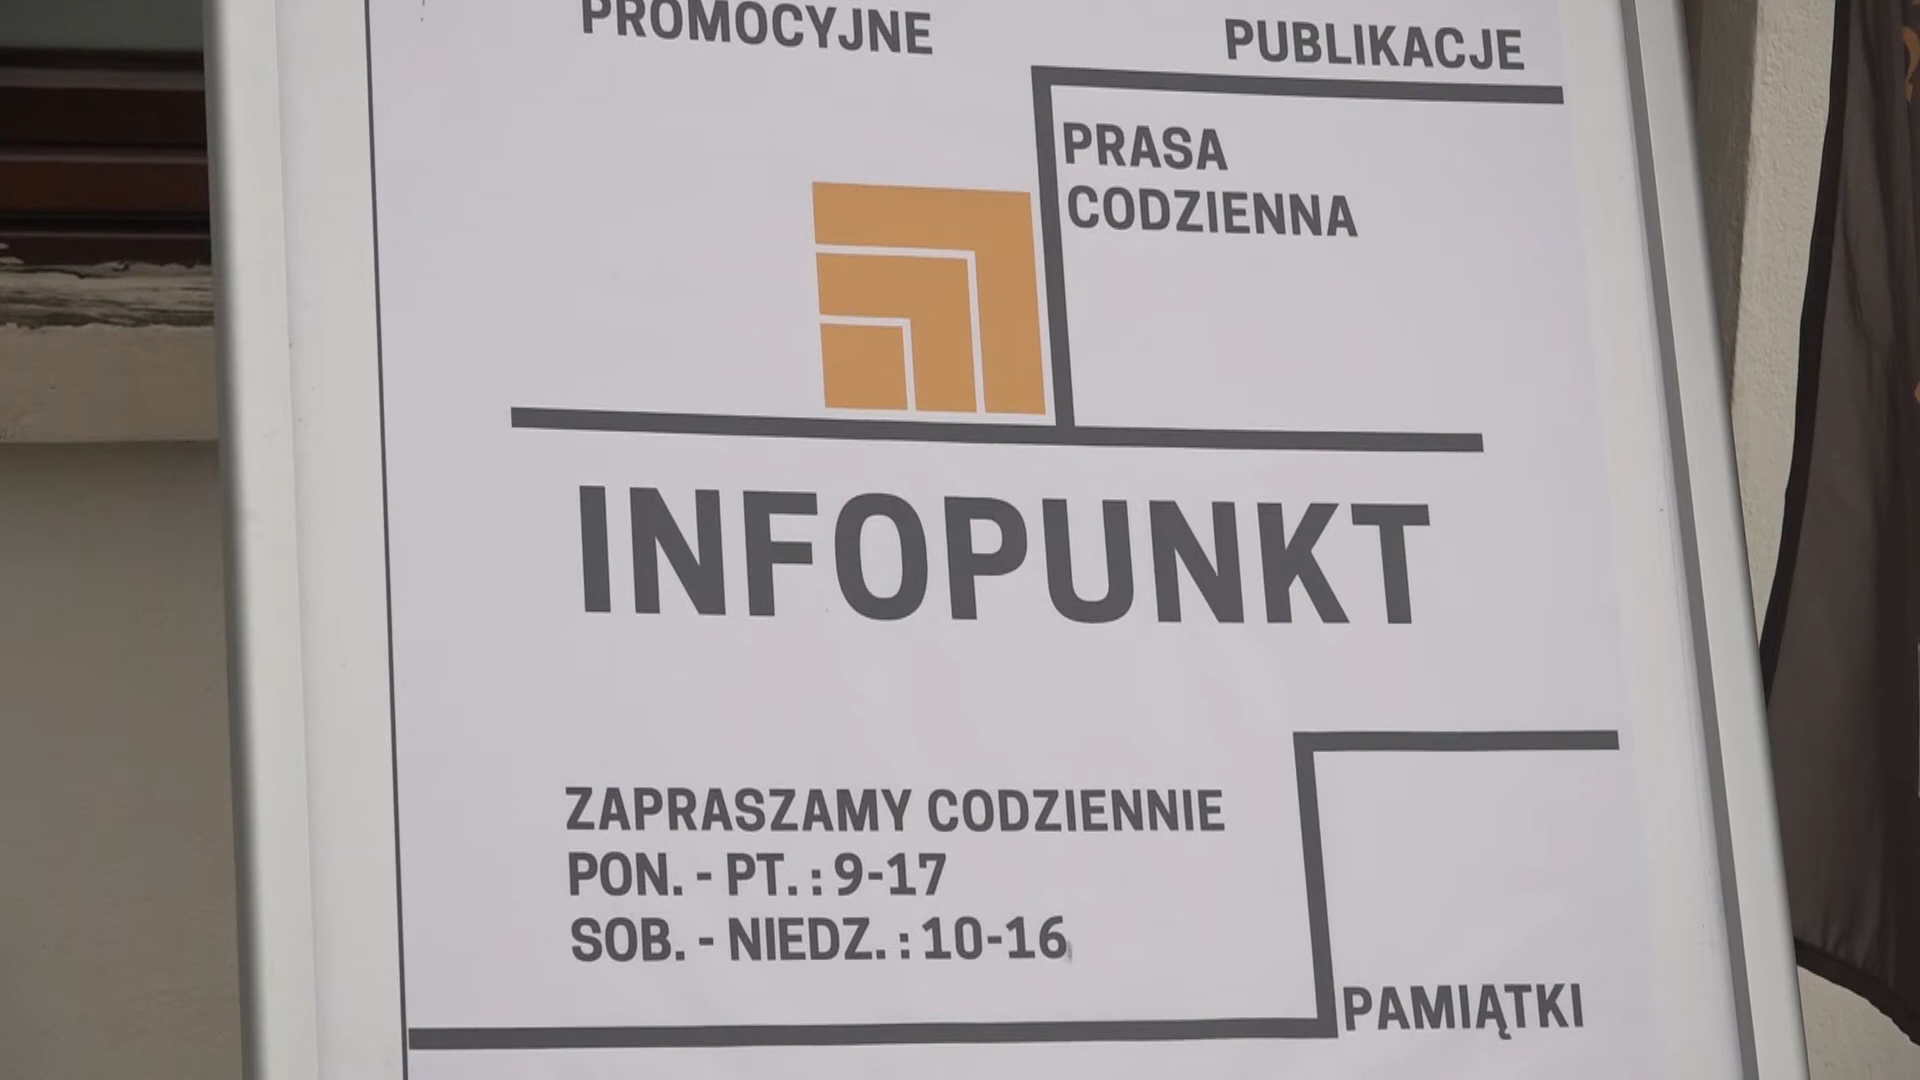 PROMOCYJNE
PUBLIKACJE
PRASA
CODZIENNA
INFOPUNKT
ZAPRASZAMY CODZIENNIE
PON. - PT. : 9-17
SOB. - NIEDZ. : 10-16
PAMIĄTKI